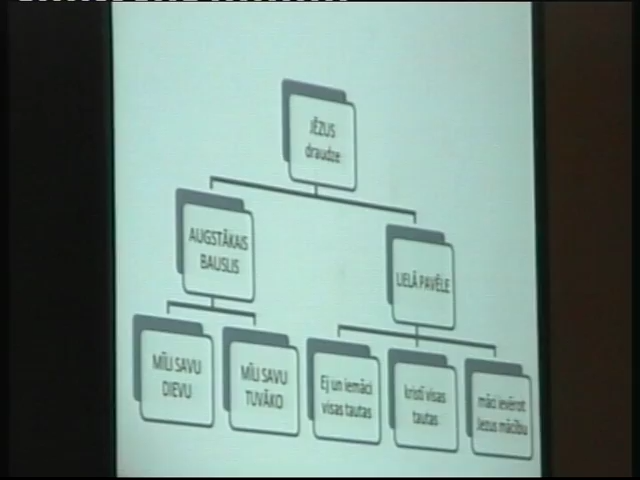 JĒZUS
draudze
AUGSTĀKAIS
BAUSLIS
LIELĀ PAVĒLE
MĪLI SAVU
DIEVU
MĪLI SAVU
TUVĀKO
Ej un iemāci
visas tautas
kristī visas
tautas
māci ievērot
Jezus mācību